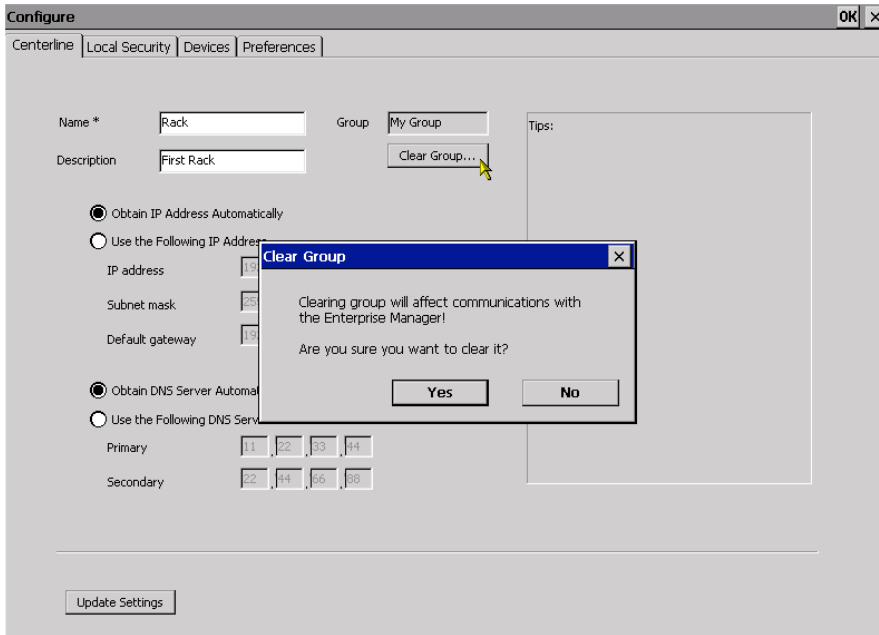 Configure OK
Centerline Local Security Devices Preferences
Name * Rack Group My Group Tips:
Description First Rack Clear Group...
Obtain IP Address Automatically
Use the Following IP Address
Clear Group
IP address
Subnet mask
Default gateway
Clearing group will affect communications with
the Enterprise Manager!
Are you sure you want to clear it?
Yes No
Obtain DNS Server Automat
Use the Following DNS Serv
Primary 11 . 22 . 33 . 44
Secondary 22 . 44 . 66 . 88
Update Settings